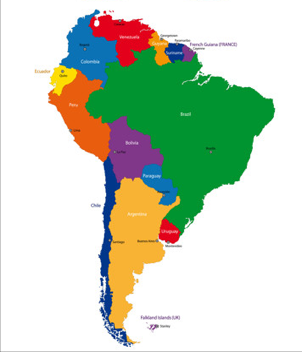 Venezuela
Georgetown
Paramaribo
French Guiana (FRANCE)
Guyana
Suriname
Cayenne
Colombia
Ecuador
Quito
Peru
Brazil
Lima
Bolivia
La Paz
Brasilia
Paraguay
Chile
Argentina
Uruguay
Santiago
Buenos Aires
Montevideo
Falkland Islands (UK)
Stanley